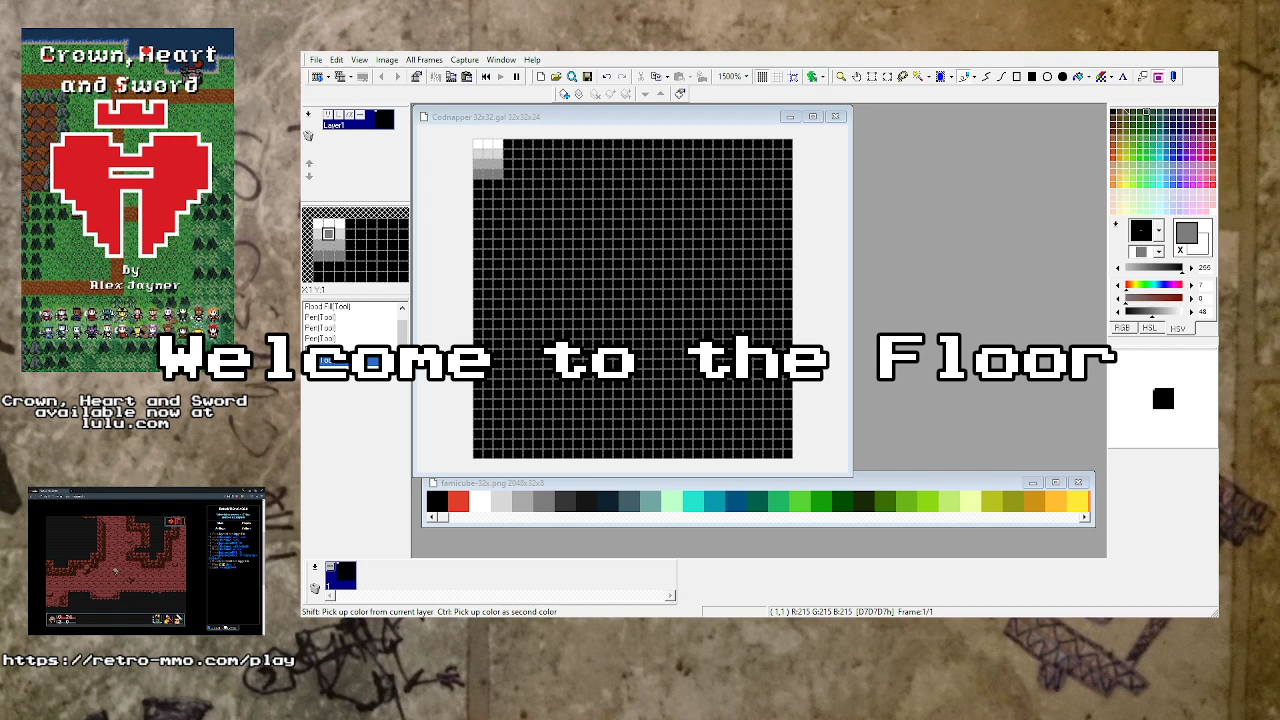 Crown, Heart
and Sword
by
Alex Jayner
Crown, Heart and Sword
available now at
lulu.com
https://retro-mmo.com/play
File Edit View Image All Frames Capture Window Help
1500%
Layer1
Codnapper 32x32.gal 32x32x24
X:1 Y:1
Flood Fill[Tool]
Pen[Tool]
Pen[Tool]
Pen[Tool]
Welcome to the Floor
famicube-32x.png 2048x32x8
X
255
7
0
48
RGB HSL HSV
1
Shift: Pick up color from current layer Ctrl: Pick up color as second color
( 1,1 ) R:215 G:215 B:215 [D7D7D7h] Frame:1/1